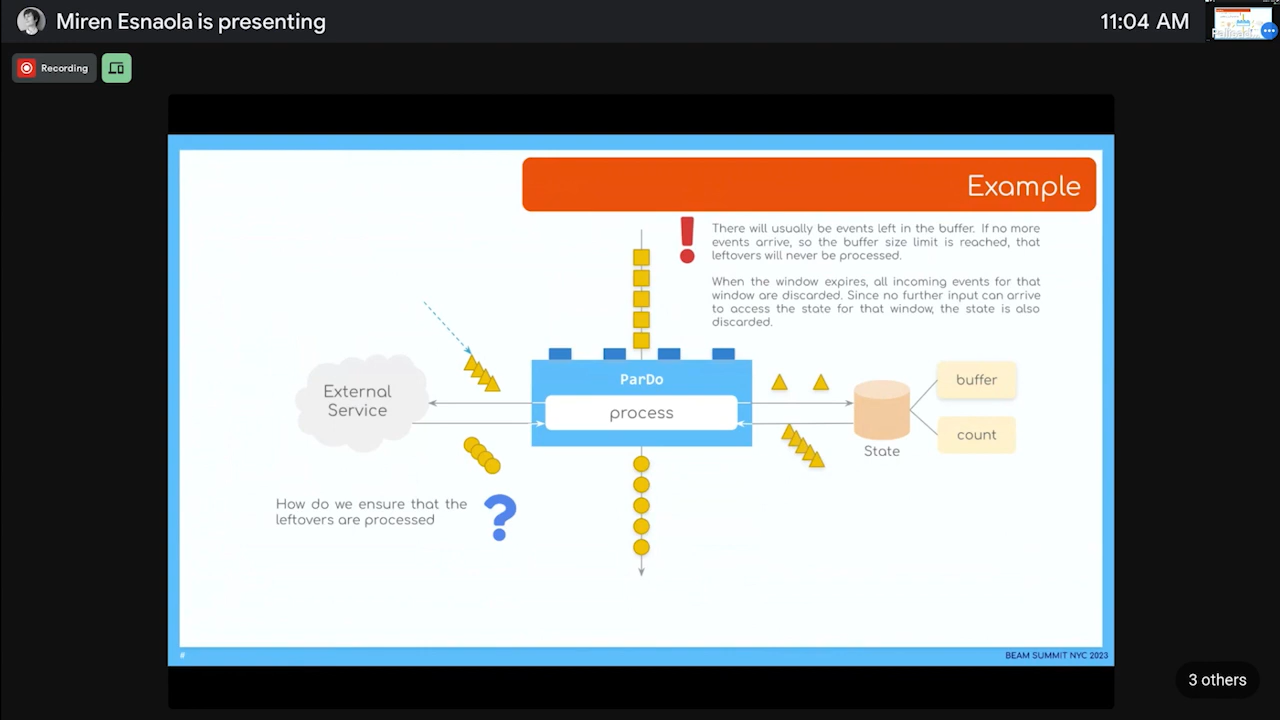 Miren Esnaola is presenting
11:04 AM
Recording
Example
There will usually be events left in the buffer. If no more
events arrive, so the buffer size limit is reached, that
leftovers will never be processed.
When the window expires, all incoming events for that
window are discarded. Since no further input can arrive
to access the state for that window, the state is also
discarded.
External
Service
ParDo
process
buffer
count
State
How do we ensure that the
leftovers are processed
#
BEAM SUMMIT NYC 2023
3 others